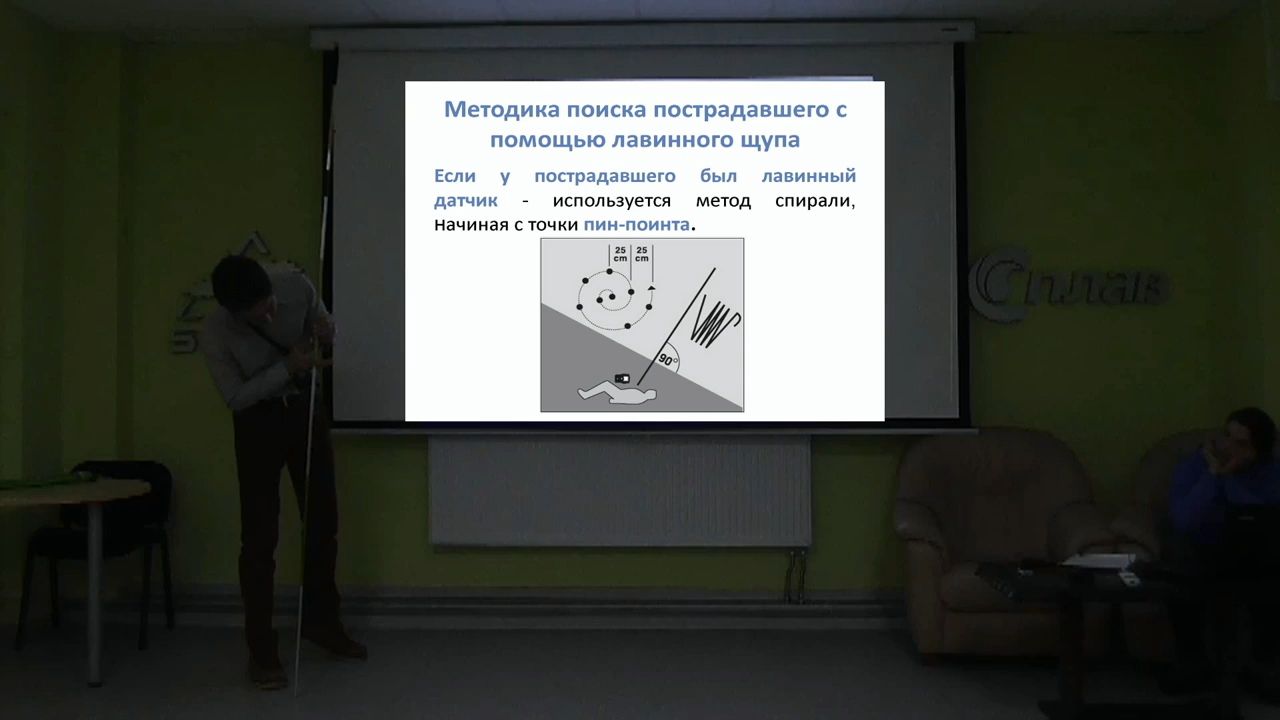 Методика поиска пострадавшего с
помощью лавинного щупа
Если у пострадавшего был лавинный
датчик - используется метод спирали,
начиная с точки пин-поинта.
25 25
cm cm
90°
Сплав